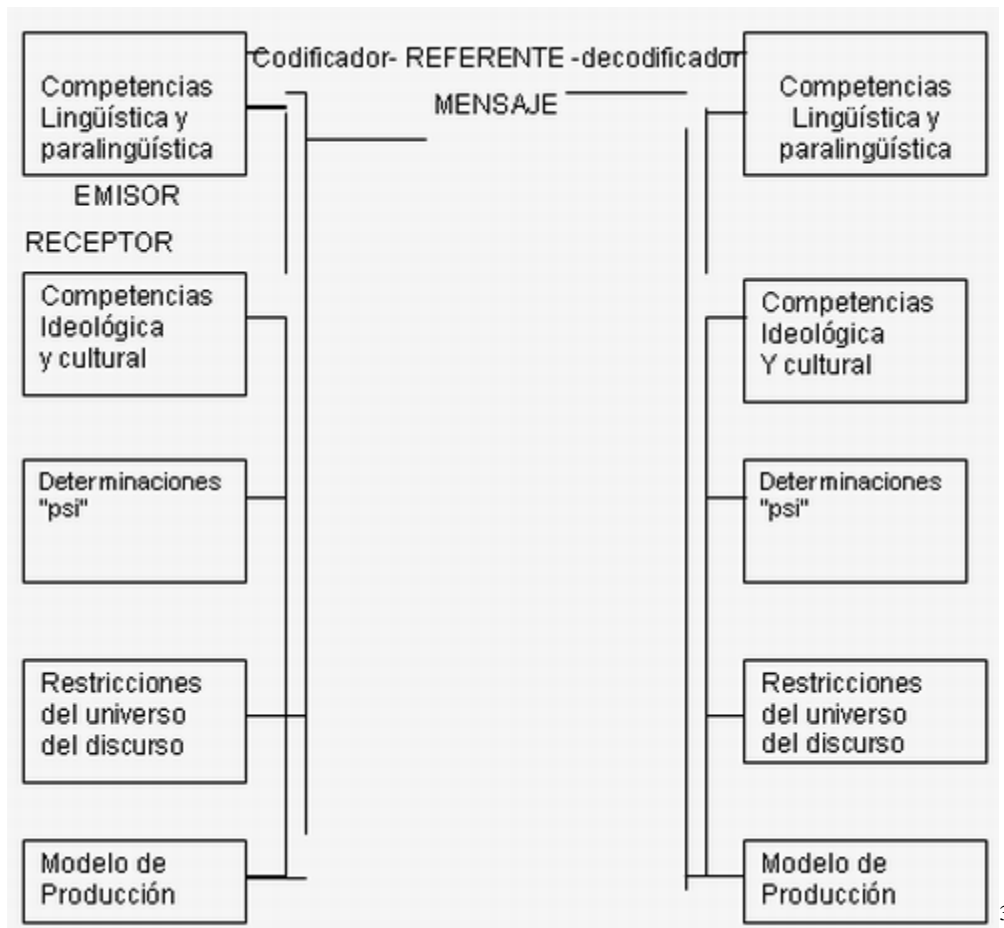 Codificador- REFERENTE -decodificador
MENSAJE
Competencias
Lingüística y
paralingüística
EMISOR
RECEPTOR
Competencias
Ideológica
y cultural
Determinaciones
"psi"
Restricciones
del universo
del discurso
Modelo de
Producción
Competencias
Lingüística y
paralingüística
Competencias
Ideológica
Y cultural
Determinaciones
"psi"
Restricciones
del universo
del discurso
Modelo de
Producción